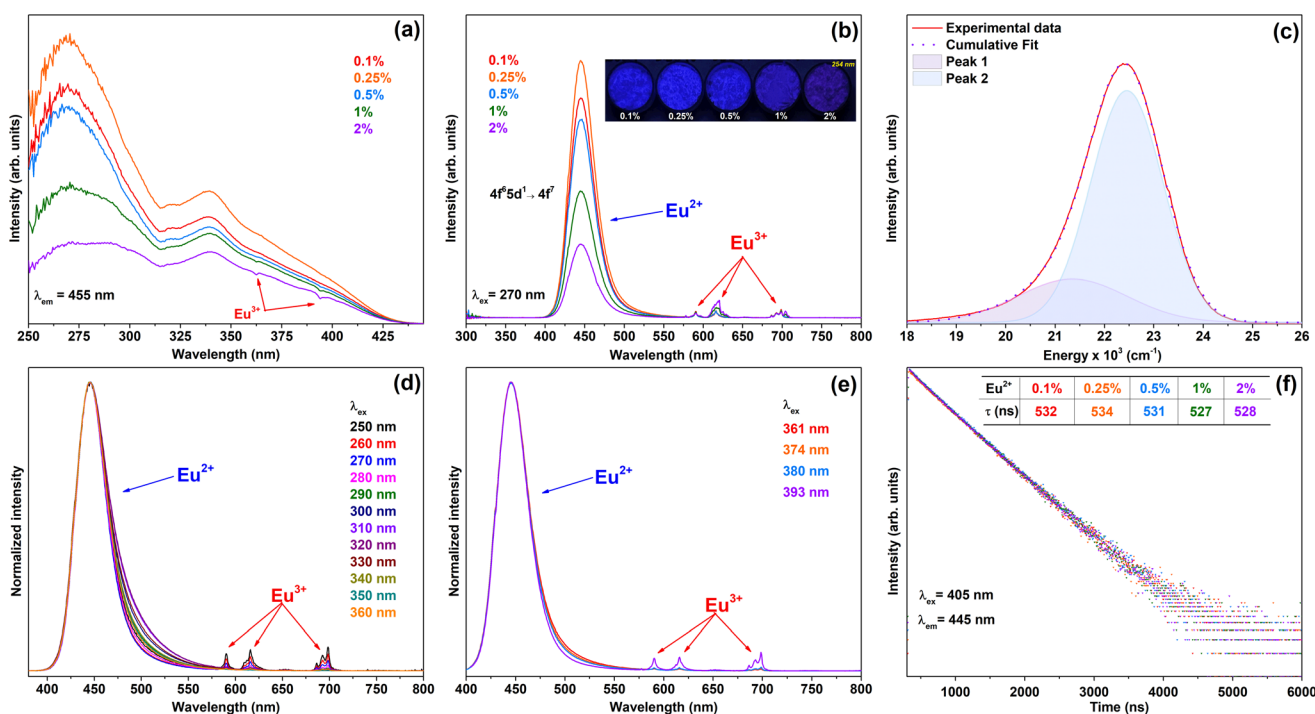 (a)
0.1%
0.25%
0.5%
1%
2%
λem = 455 nm
Eu3+
Intensity (arb. units)
250 275 300 325 350 375 400 425
Wavelength (nm)
(b)
0.1%
0.25%
0.5%
1%
2%
254 nm
0.1% 0.25% 0.5% 1% 2%
4f65d1→ 4f7
Eu2+
Eu3+
λex = 270 nm
Intensity (arb. units)
300 350 400 450 500 550 600 650 700 750 800
Wavelength (nm)
(c)
Experimental data
Cumulative Fit
Peak 1
Peak 2
Intensity (arb. units)
18 19 20 21 22 23 24 25 26
Energy x 103 (cm-1)
(d)
λex
250 nm
260 nm
270 nm
280 nm
290 nm
300 nm
310 nm
320 nm
330 nm
340 nm
350 nm
360 nm
Eu2+
Eu3+
Normalized intensity
400 450 500 550 600 650 700 750 800
Wavelength (nm)
(e)
λex
361 nm
374 nm
380 nm
393 nm
Eu2+
Eu3+
Normalized intensity
400 450 500 550 600 650 700 750 800
Wavelength (nm)
(f)
Eu2+ 0.1% 0.25% 0.5% 1% 2%
τ (ns) 532 534 531 527 528
λex= 405 nm
λem= 445 nm
Intensity (arb. units)
1000 2000 3000 4000 5000 6000
Time (ns)